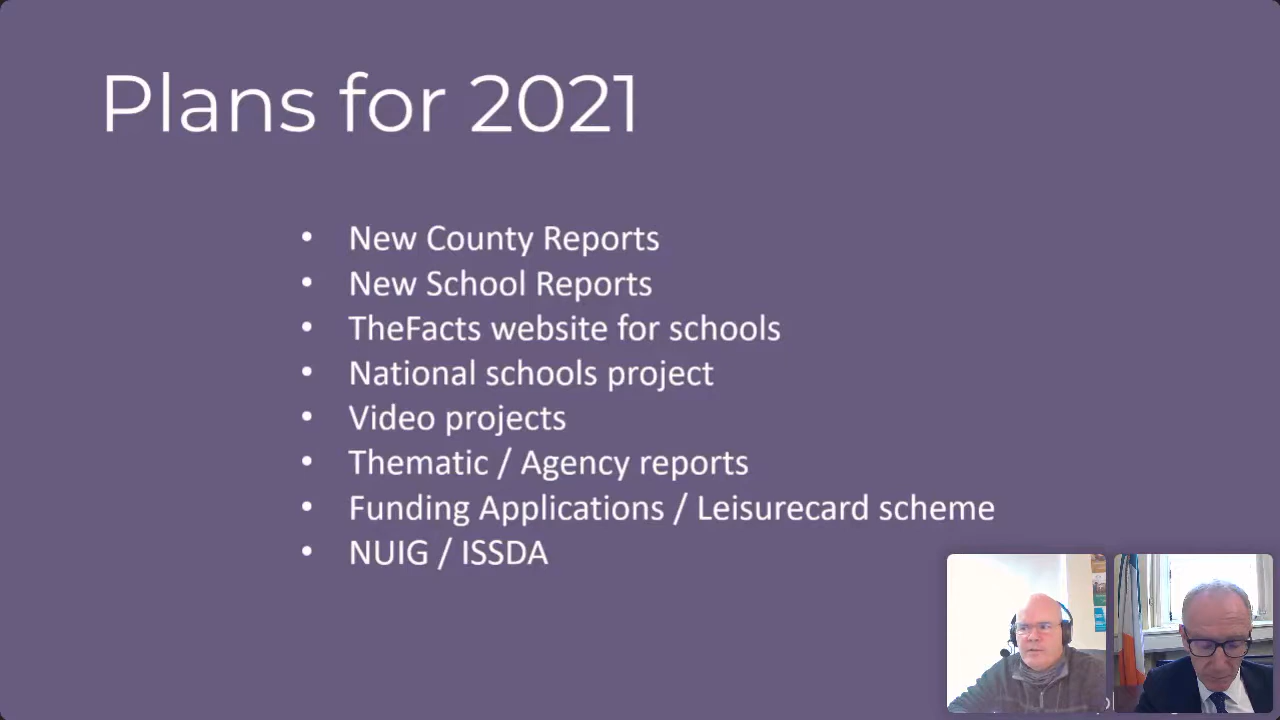 Plans for 2021
• New County Reports
• New School Reports
• TheFacts website for schools
• National schools project
• Video projects
• Thematic / Agency reports
• Funding Applications / Leisurecard scheme
• NUIG / ISSDA